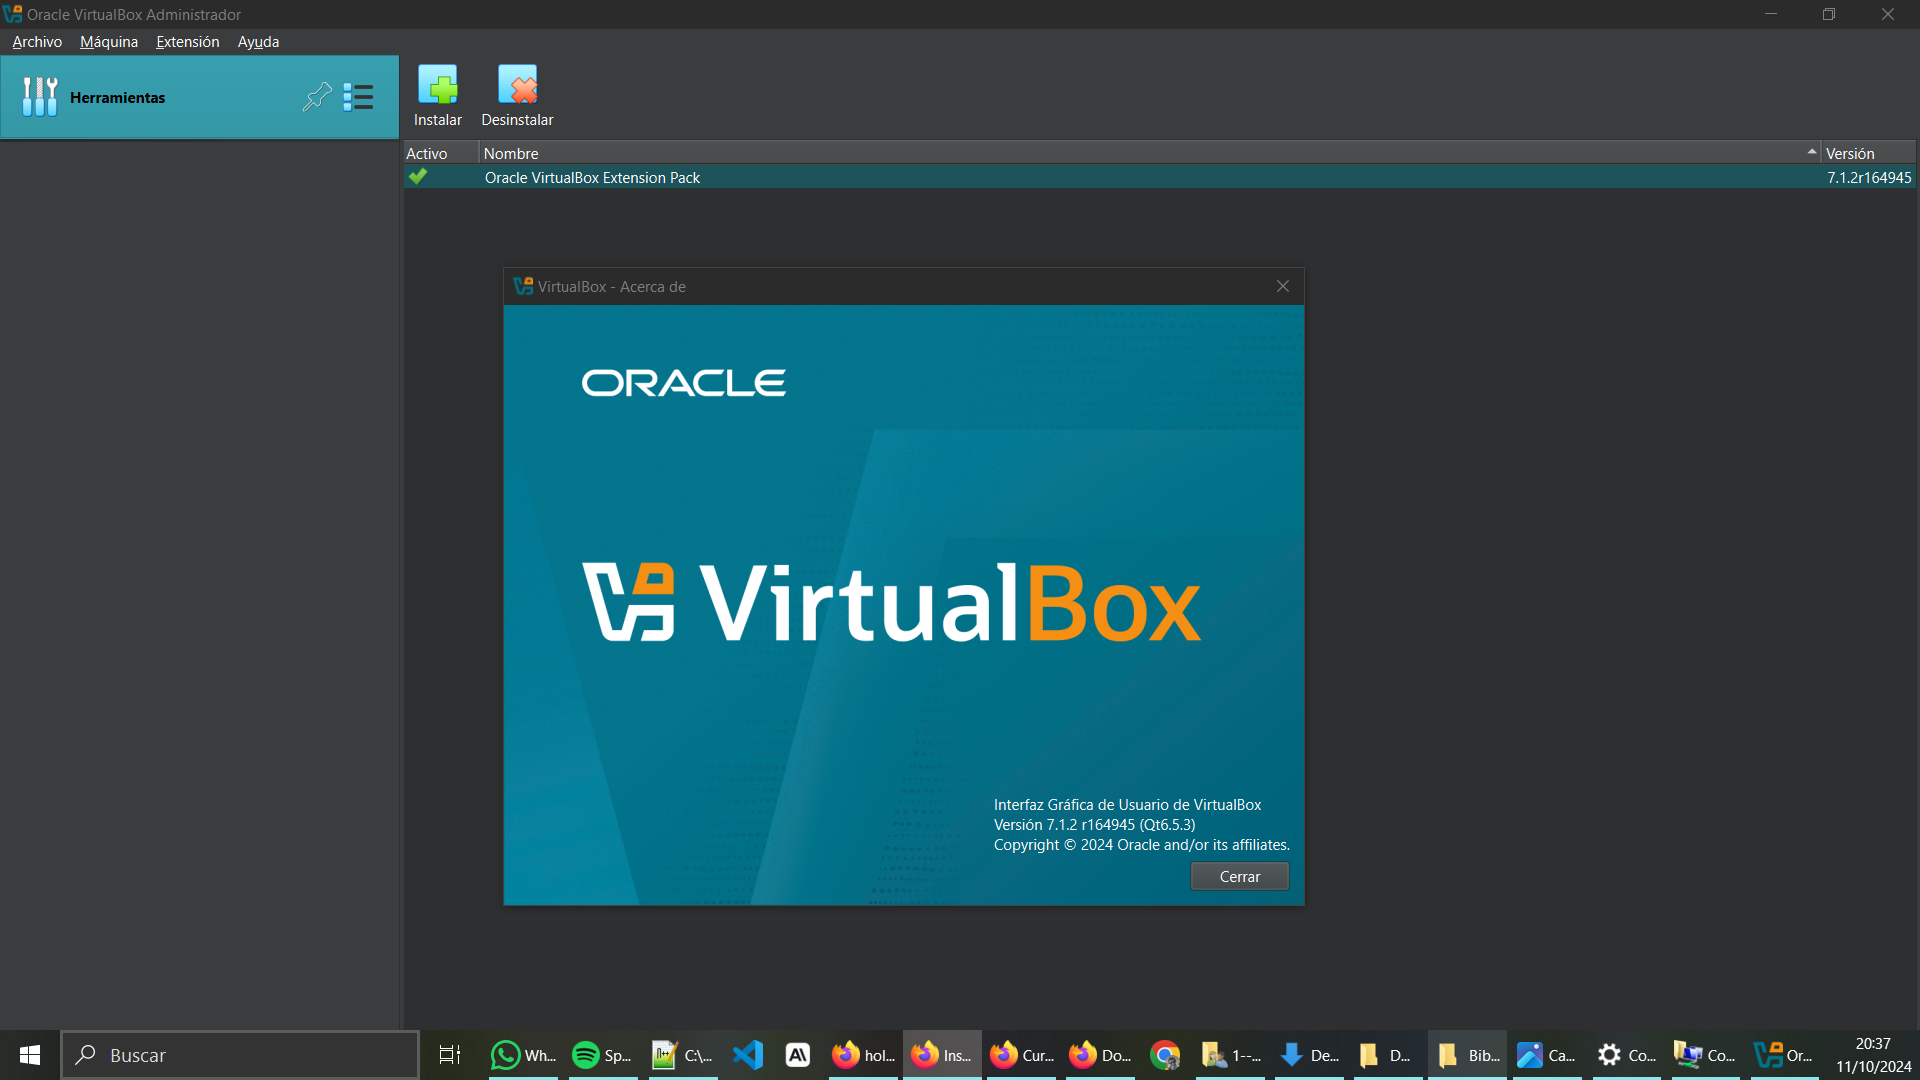 Oracle VirtualBox Administrador
Archivo Máquina Extensión Ayuda
Herramientas
Instalar Desinstalar
Activo Nombre Versión
Oracle VirtualBox Extension Pack 7.1.2r164945
VirtualBox - Acerca de
ORACLE
VirtualBox
Interfaz Gráfica de Usuario de VirtualBox
Versión 7.1.2 r164945 (Qt6.5.3)
Copyright © 2024 Oracle and/or its affiliates.
Cerrar
Buscar Wh... Sp... C:\... hol... Ins... Cur... Do... 1--... De... D... Bib... Ca... Co... Co... Or... 20:37
11/10/2024